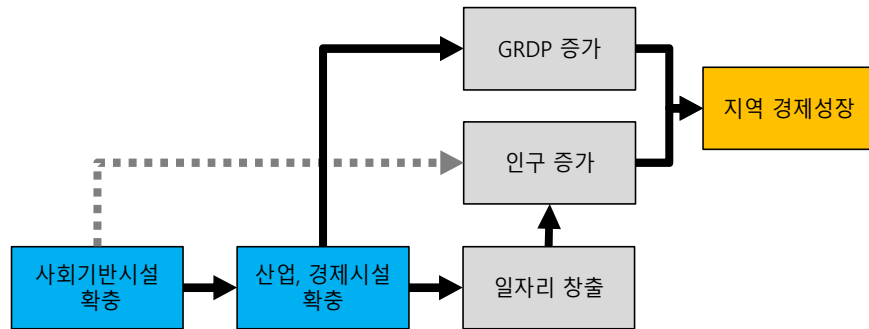 GRDP 증가
지역 경제성장
인구 증가
사회기반시설
확충
산업, 경제시설
확충
일자리 창출